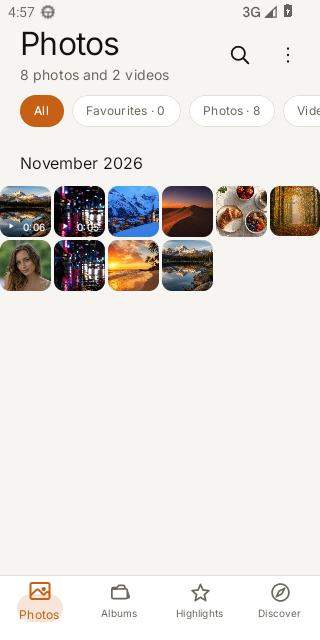 4:57
3G
Photos
8 photos and 2 videos
All
Favourites · 0
Photos · 8
Vide
November 2026
0:06
0:05
Photos
Albums
Highlights
Discover